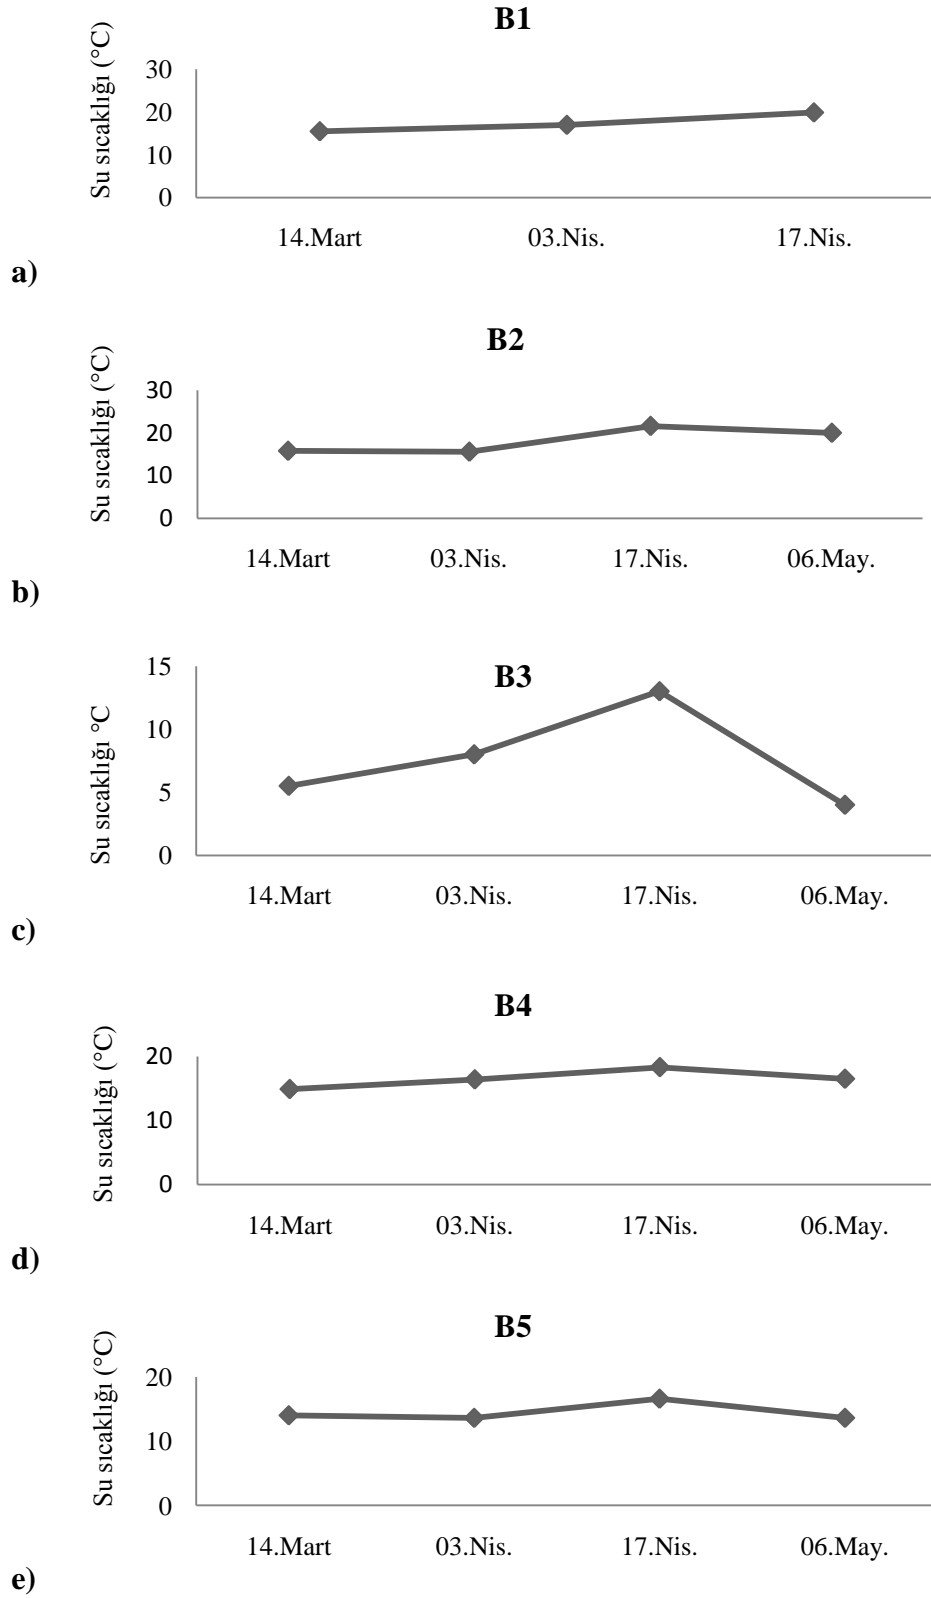 B1
Su sıcaklığı (°C)
30
20
10
0
14.Mart 03.Nis. 17.Nis.
a)
B2
Su sıcaklığı (°C)
30
20
10
0
14.Mart 03.Nis. 17.Nis. 06.May.
b)
B3
Su sıcaklığı °C
15
10
5
0
14.Mart 03.Nis. 17.Nis. 06.May.
c)
B4
Su sıcaklığı (°C)
20
10
0
14.Mart 03.Nis. 17.Nis. 06.May.
d)
B5
Su sıcaklığı (°C)
20
10
0
14.Mart 03.Nis. 17.Nis. 06.May.
e)